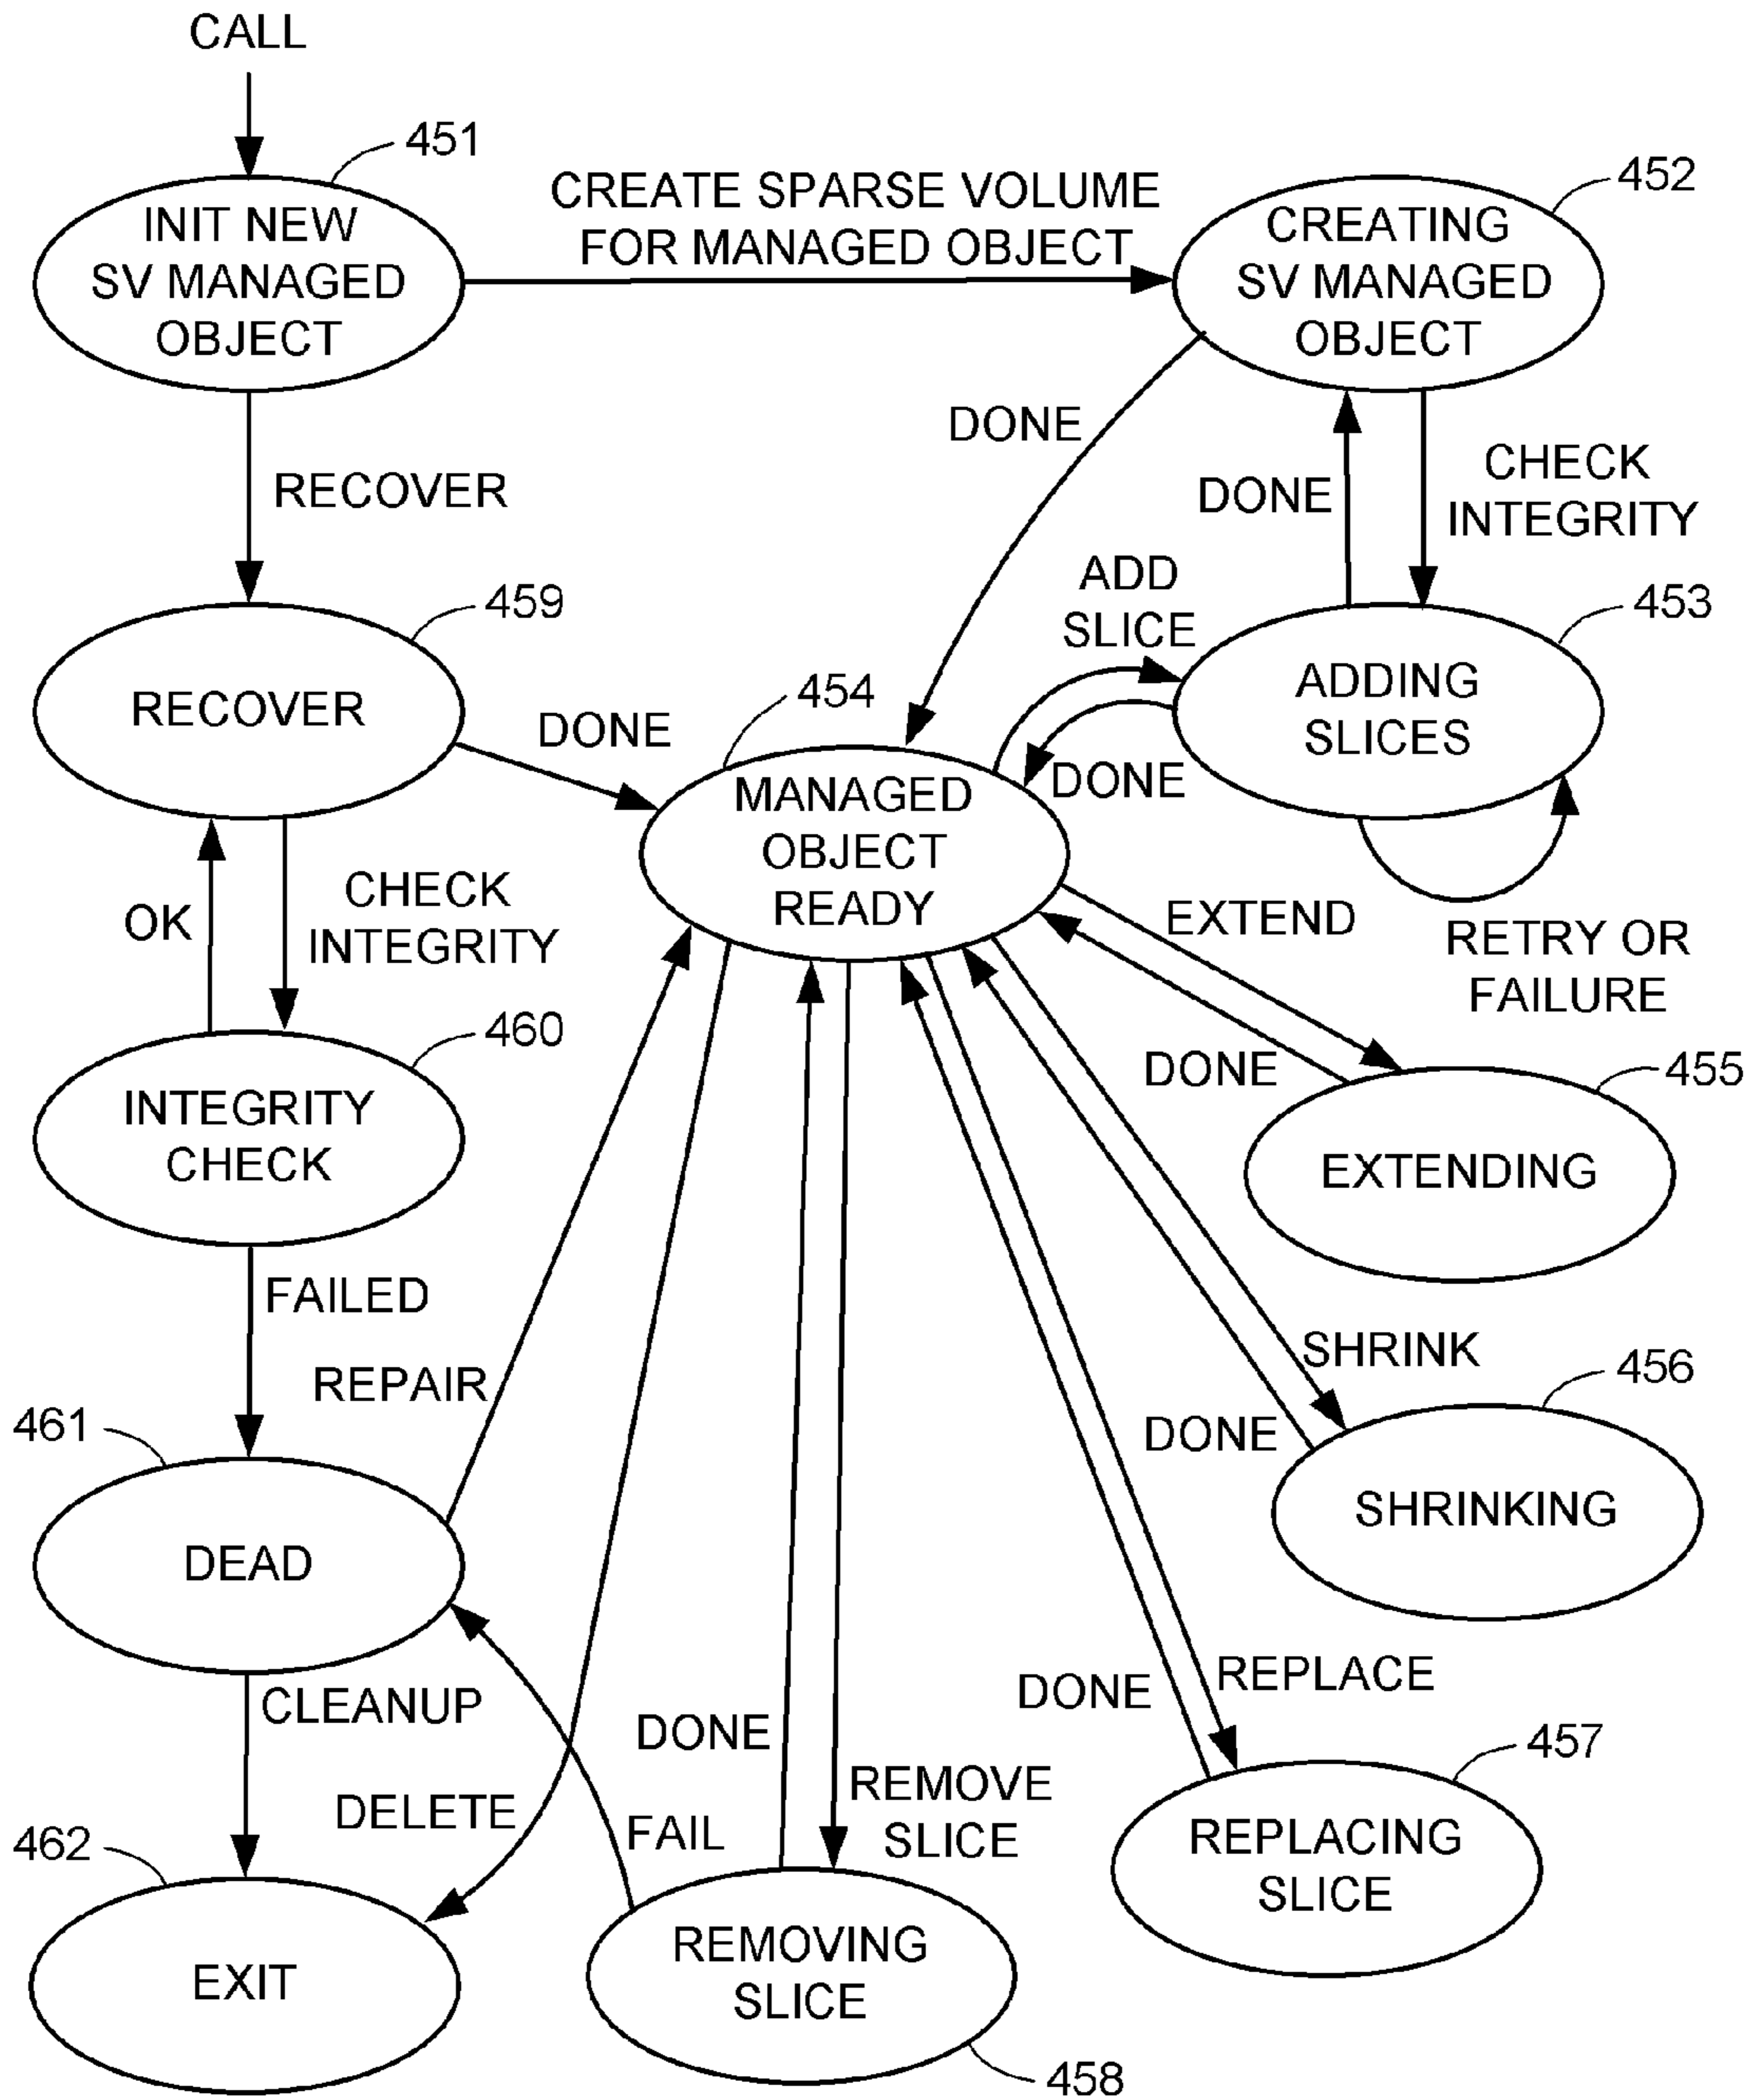 CALL
451
INIT NEW
SV MANAGED
OBJECT
CREATE SPARSE VOLUME
FOR MANAGED OBJECT
452
CREATING
SV MANAGED
OBJECT
DONE
DONE
CHECK
INTEGRITY
RECOVER
459
RECOVER
DONE
454
MANAGED
OBJECT
READY
ADD
SLICE
DONE
453
ADDING
SLICES
RETRY OR
FAILURE
OK
CHECK
INTEGRITY
460
INTEGRITY
CHECK
EXTEND
DONE
455
EXTENDING
FAILED
REPAIR
SHRINK
DONE
456
SHRINKING
461
DEAD
CLEANUP
DELETE
FAIL
DONE
REMOVE
SLICE
DONE
REPLACE
457
REPLACING
SLICE
462
EXIT
REMOVING
SLICE
458